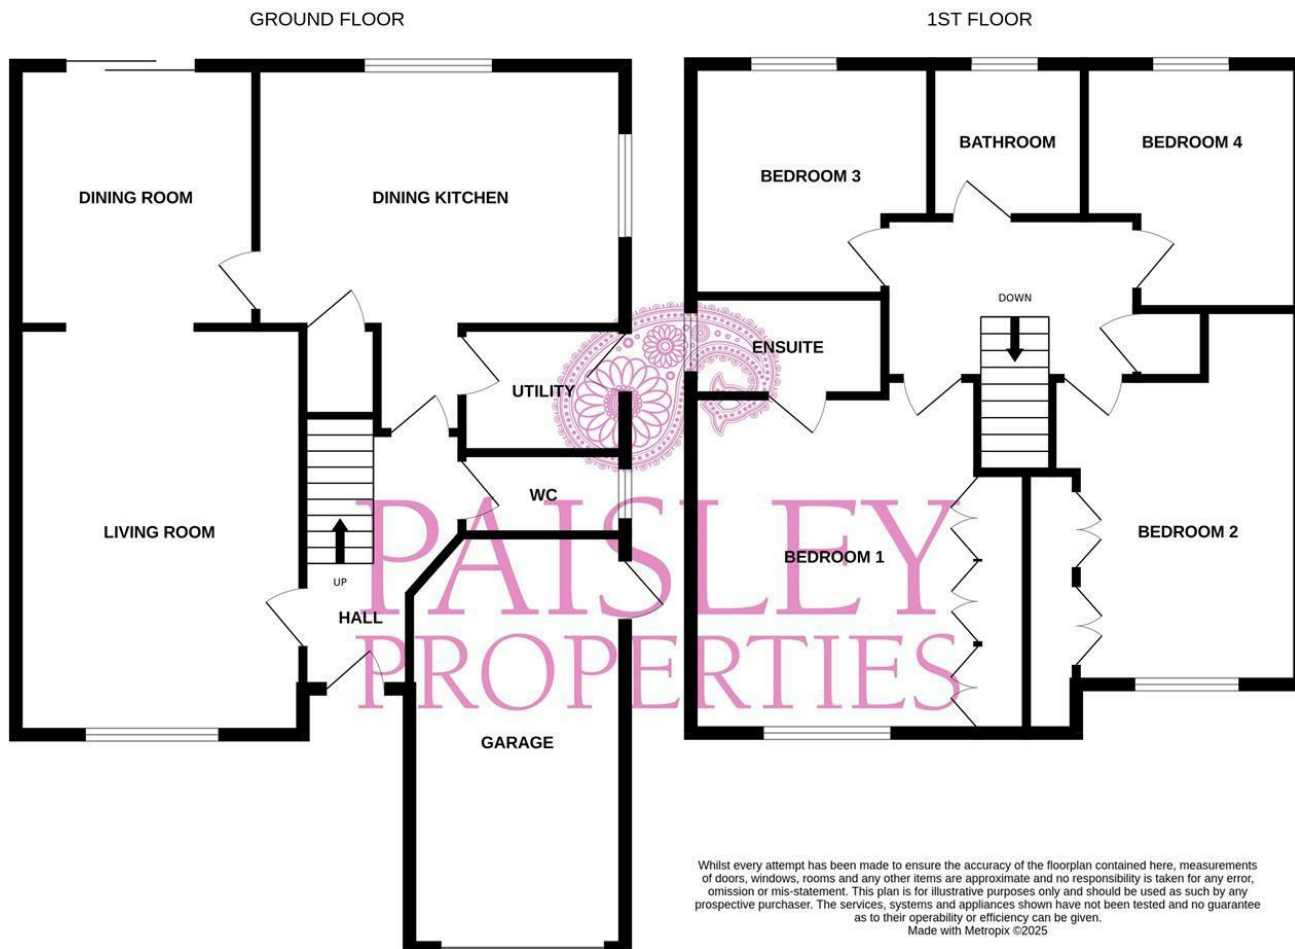 GROUND FLOOR
1ST FLOOR
DINING ROOM
DINING KITCHEN
UTILITY
WC
LIVING ROOM
UP
HALL
GARAGE
BEDROOM 3
BATHROOM
BEDROOM 4
DOWN
ENSUITE
BEDROOM 1
BEDROOM 2
PAISLEY
PROPERTIES
Whilst every attempt has been made to ensure the accuracy of the floorplan contained here, measurements
of doors, windows, rooms and any other items are approximate and no responsibility is taken for any error,
omission or mis-statement. This plan is for illustrative purposes only and should be used as such by any
prospective purchaser. The services, systems and appliances shown have not been tested and no guarantee
as to their operability or efficiency can be given.
Made with Metropix ©2025